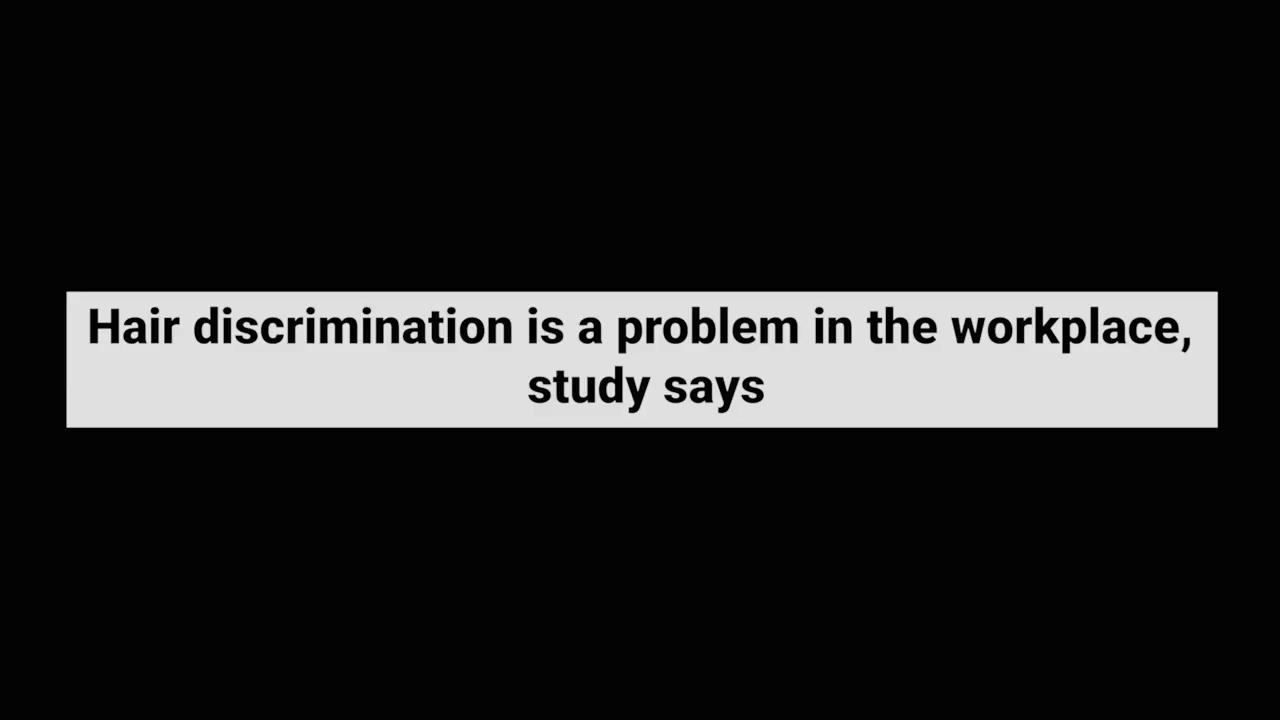 Hair discrimination is a problem in the workplace,
study says